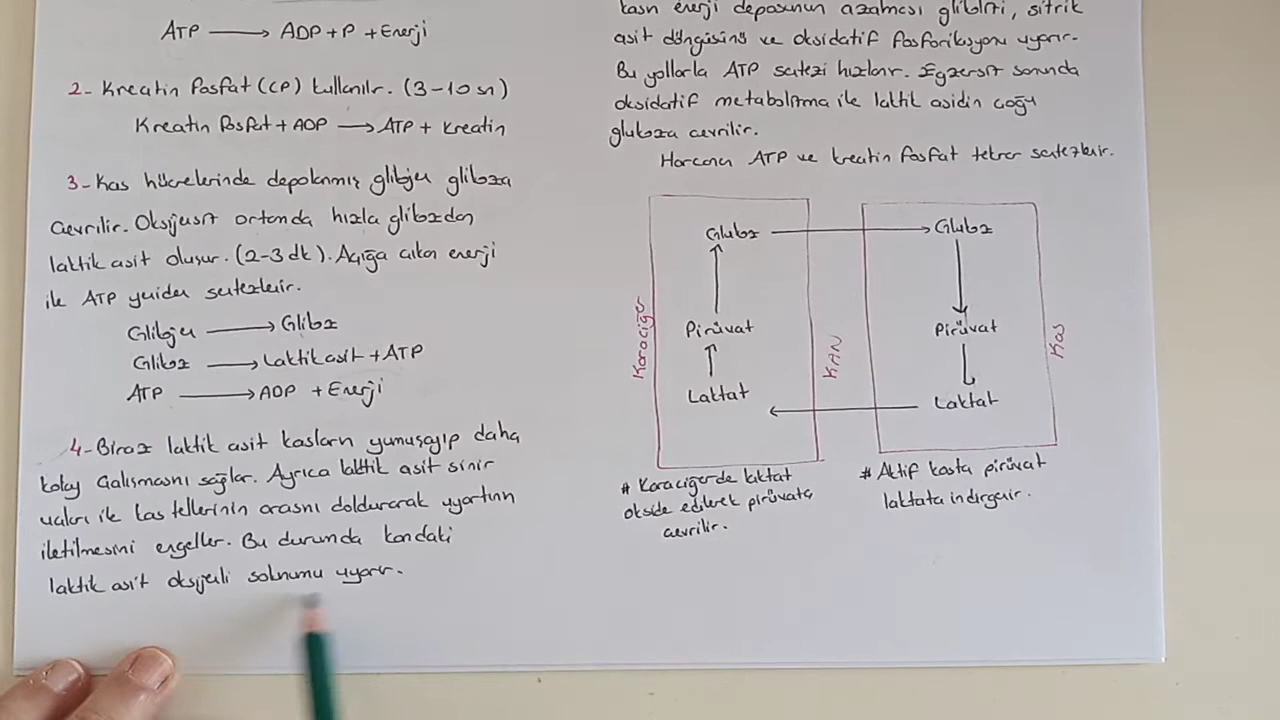 ATP → ADP + P + Enerji
2- Kreatin fosfat (CP) kullanılır. (3-10 sn)
Kreatin fosfat + ADP → ATP + Kreatin
3- Kas hücrelerinde depolanmış glikojen glikoza
çevrilir. Oksijensiz ortamda hızla glikozdan
laktik asit oluşur. (2-3 dk). Açığa çıkan enerji
ile ATP yeniden sentezlenir.
Glikojen → Glikoz
Glikoz → Laktik asit + ATP
ATP → ADP + Enerji
4- Biraz laktik asit kasların yumuşayıp daha
kolay çalışmasını sağlar. Ayrıca laktik asit sinir
uçları ile kas tellerinin arasını doldurarak uyartının
iletilmesini engeller. Bu durumda kandaki
laktik asit oksijenli solunumu uyarır.
kasın enerji deposunun azalması glikolizi, sitrik
asit döngüsünü ve oksidatif fosforilasyonu uyarır.
Bu yollarla ATP sentezi hızlanır. Egzersiz sonunda
oksidatif metabolizma ile laktik asidin çoğu
glukoza çevrilir.
Harcanan ATP ve kreatin fosfat tekrar sentezlenir.
Karaciğer
Glukoz → Glukoz
Pirüvat
Laktat
KAN
Pirüvat
Laktat
Kas
# Karaciğerde laktat
okside edilerek pirüvata
çevrilir.
# Aktif kasta pirüvat
laktata indirgenir.